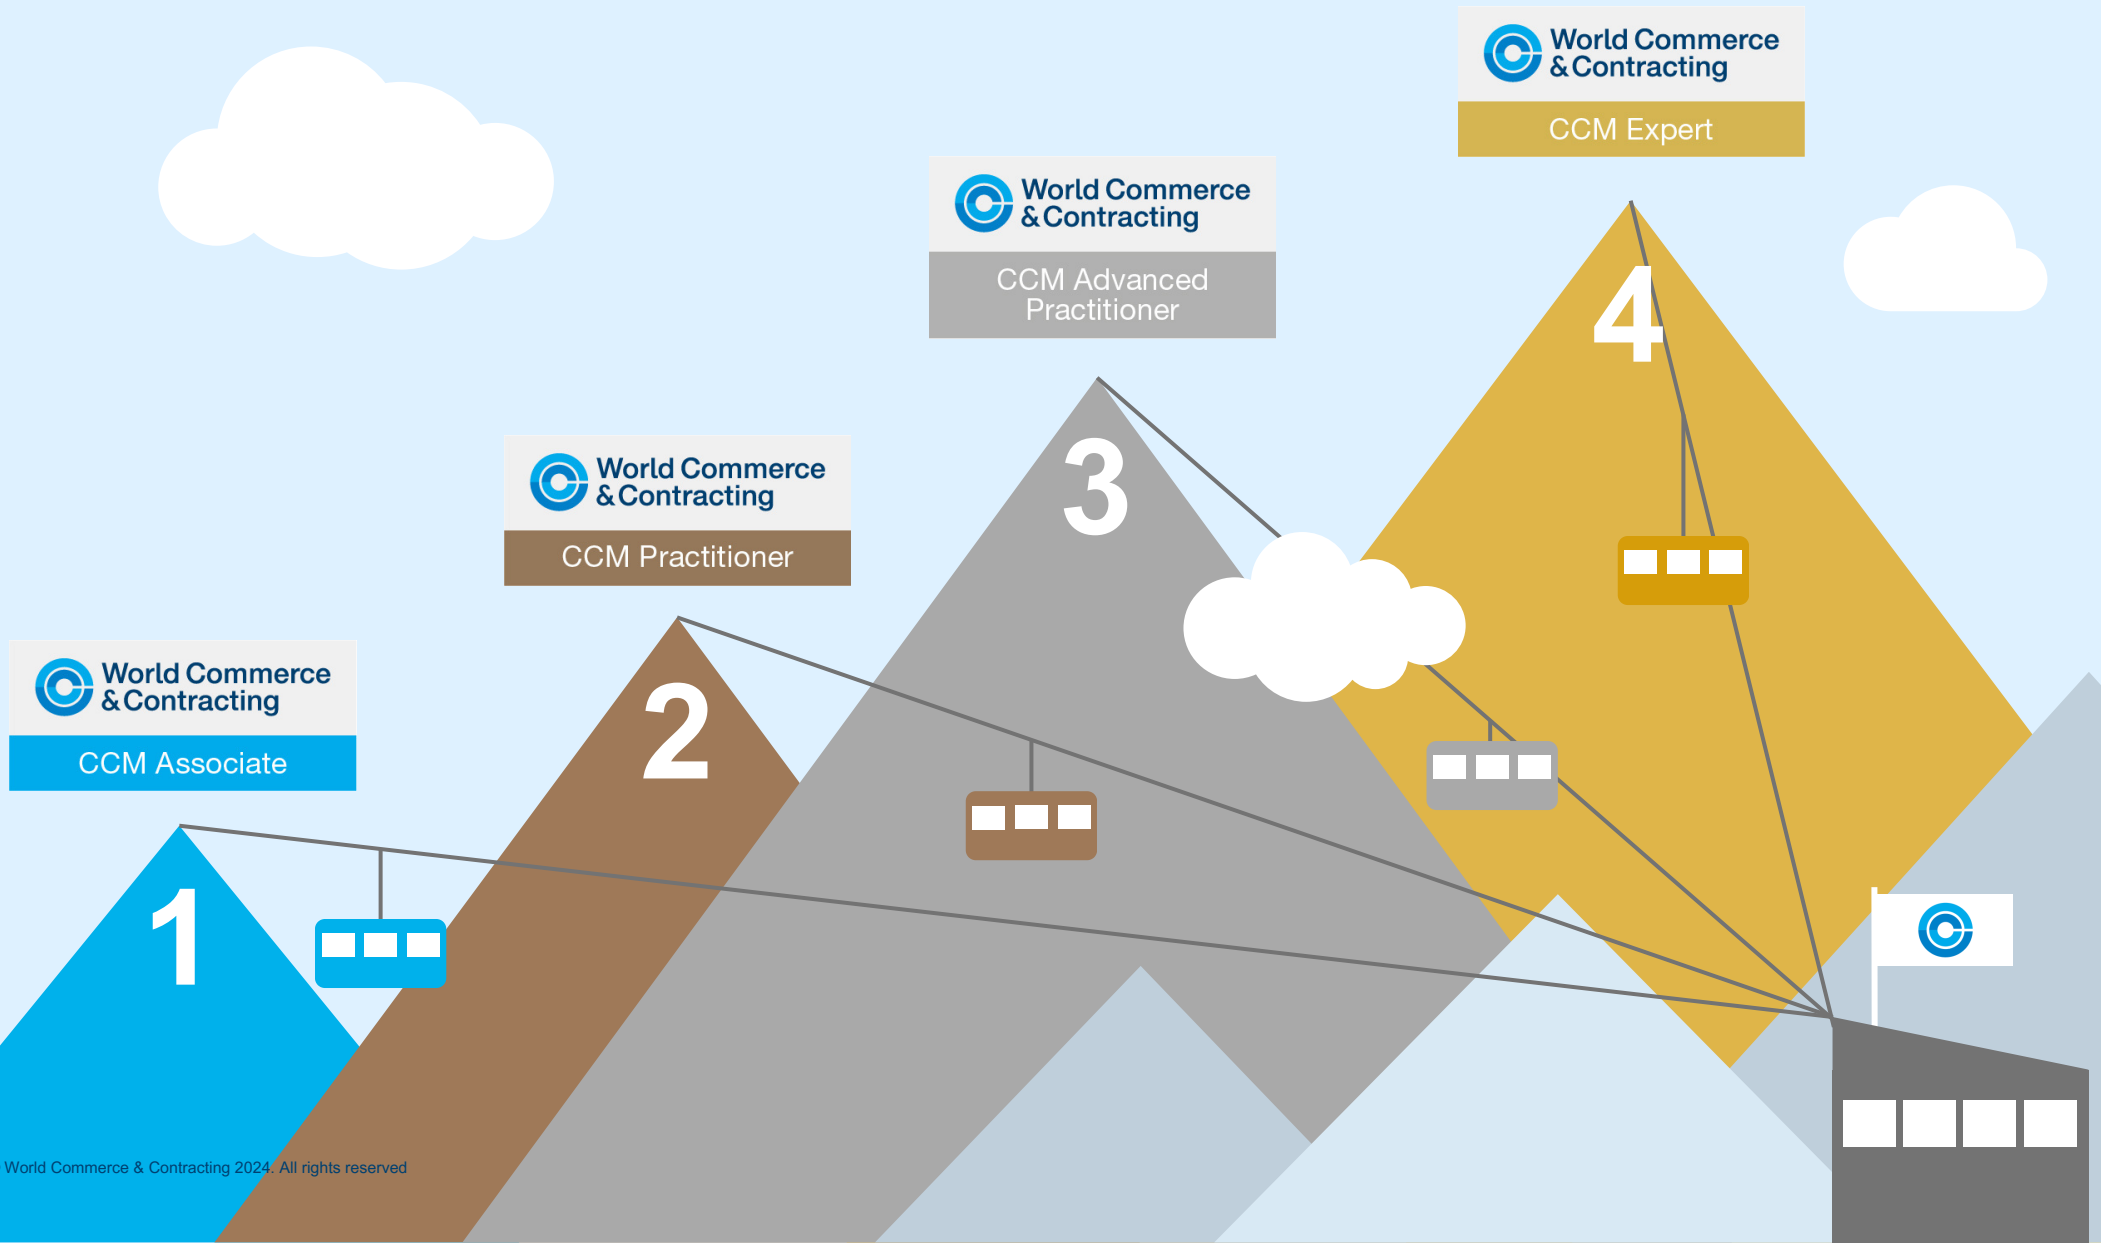 World Commerce
& Contracting
CCM Expert
World Commerce
& Contracting
CCM Advanced
Practitioner
World Commerce
& Contracting
CCM Practitioner
World Commerce
& Contracting
CCM Associate
4
3
2
1
World Commerce & Contracting 2024. All rights reserved